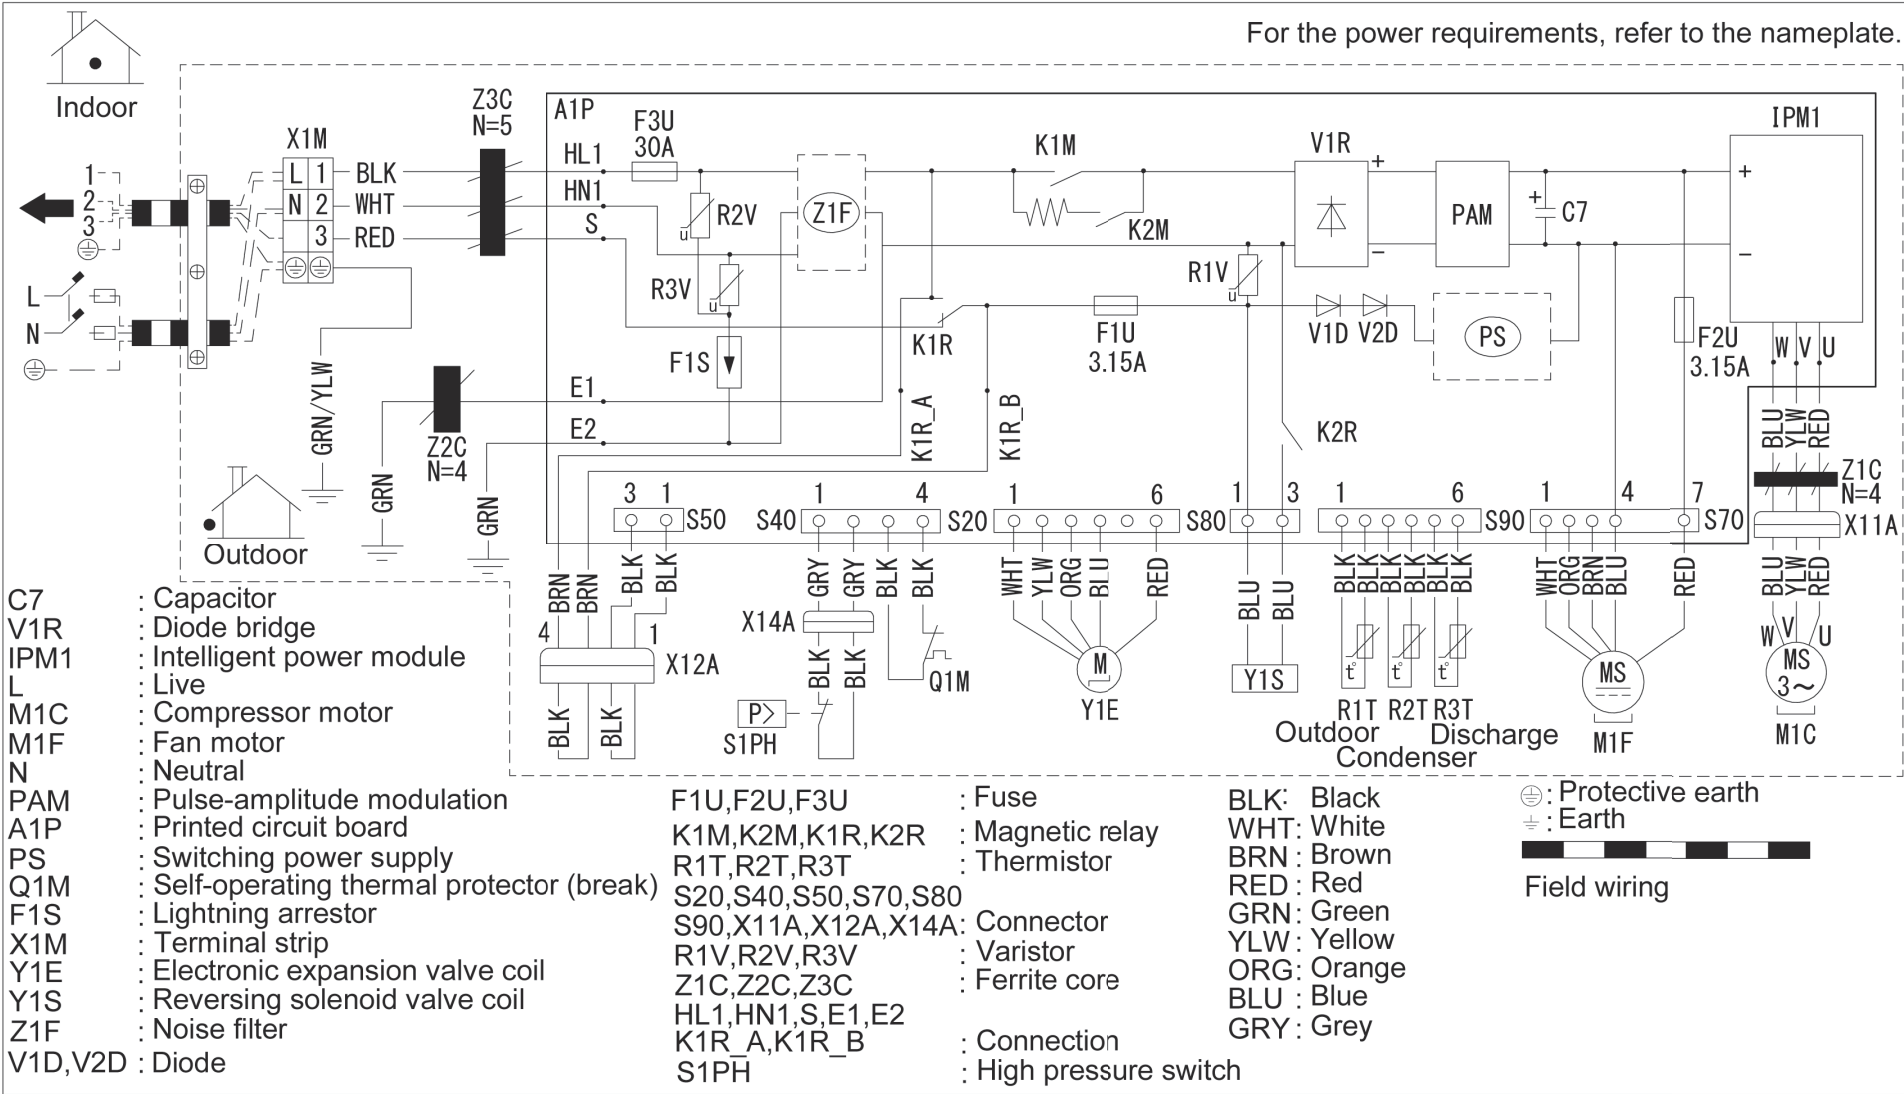 For the power requirements, refer to the nameplate.
Indoor
Z3C
N=5
A1P
F3U
30A
IPM1
X1M
HL1
K1M
V1R
+
1
2
3
L 1 BLK
N 2 WHT
3 RED
HN1
S
R2V
u
Z1F
K2M
+
-
PAM
+
C7
+
-
R3V
u
R1V
u
L
N
F1S
K1R
F1U
3.15A
V1D V2D
PS
F2U
3.15A
W V U
GRN/YLW
E1
E2
K1R_A
K1R_B
K2R
BLU
YLW
RED
Z2C
N=4
GRN
GRN
Z1C
N=4
X11A
Outdoor
3 1 S50
S40 1 4 S20
1 6 S80
1 3
1 6 S90
1 4 7 S70
BRN
BRN
BLK
BLK
GRY
GRY
BLK
BLK
WHT
YLW
ORG
BLU
RED
BLU
BLU
BLK
BLK
BLK
BLK
BLK
BLK
WHT
ORG
BRN
BLU
RED
BLU
YLW
RED
4 1
X12A
X14A
BLK
BLK
Q1M
M
Y1E
Y1S
t°
t°
t°
MS
W V U
MS
3~
BLK
BLK
P>
S1PH
R1T R2T R3T
Outdoor
Condenser
Discharge
M1F
M1C
C7 : Capacitor
V1R : Diode bridge
IPM1 : Intelligent power module
L : Live
M1C : Compressor motor
M1F : Fan motor
N : Neutral
PAM : Pulse-amplitude modulation
A1P : Printed circuit board
PS : Switching power supply
Q1M : Self-operating thermal protector (break)
F1S : Lightning arrestor
X1M : Terminal strip
Y1E : Electronic expansion valve coil
Y1S : Reversing solenoid valve coil
Z1F : Noise filter
V1D,V2D : Diode
F1U,F2U,F3U : Fuse
K1M,K2M,K1R,K2R : Magnetic relay
R1T,R2T,R3T : Thermistor
S20,S40,S50,S70,S80
S90,X11A,X12A,X14A: Connector
R1V,R2V,R3V : Varistor
Z1C,Z2C,Z3C : Ferrite core
HL1,HN1,S,E1,E2
K1R_A,K1R_B : Connection
S1PH : High pressure switch
BLK: Black
WHT: White
BRN : Brown
RED : Red
GRN: Green
YLW: Yellow
ORG: Orange
BLU : Blue
GRY : Grey
: Protective earth
: Earth
Field wiring